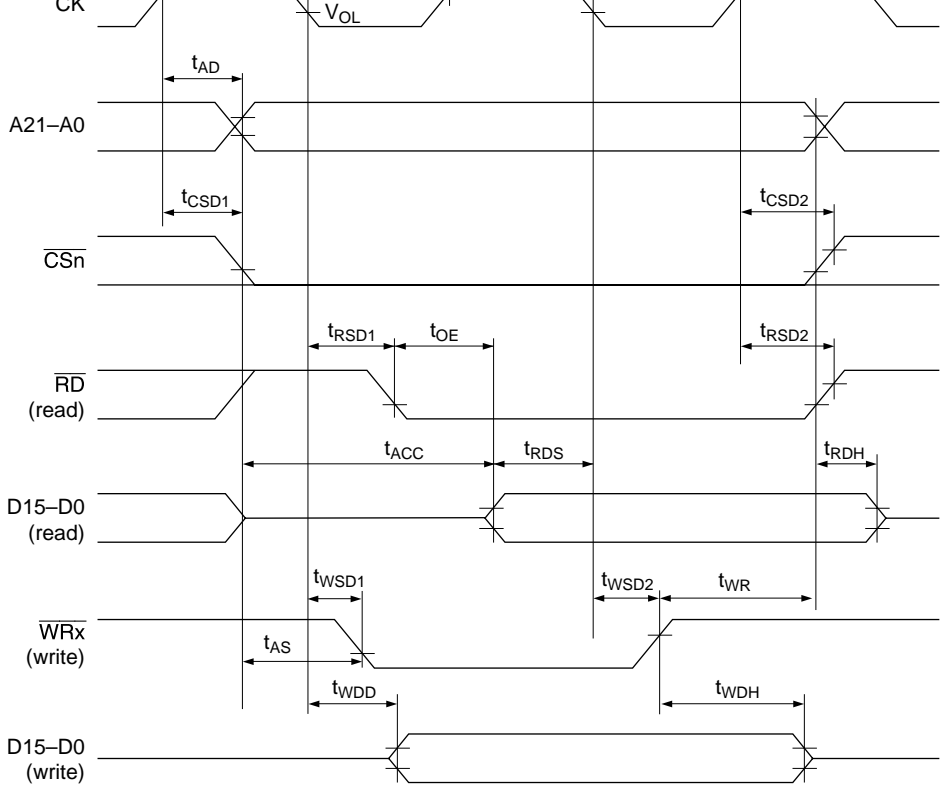 CK
VOL
tAD
A21–A0
tCSD1
tCSD2
CSn
tRSD1
tOE
tRSD2
RD
(read)
tACC
tRDS
tRDH
D15–D0
(read)
tWSD1
tWSD2
tWR
WRx
(write)
tAS
tWDD
tWDH
D15–D0
(write)